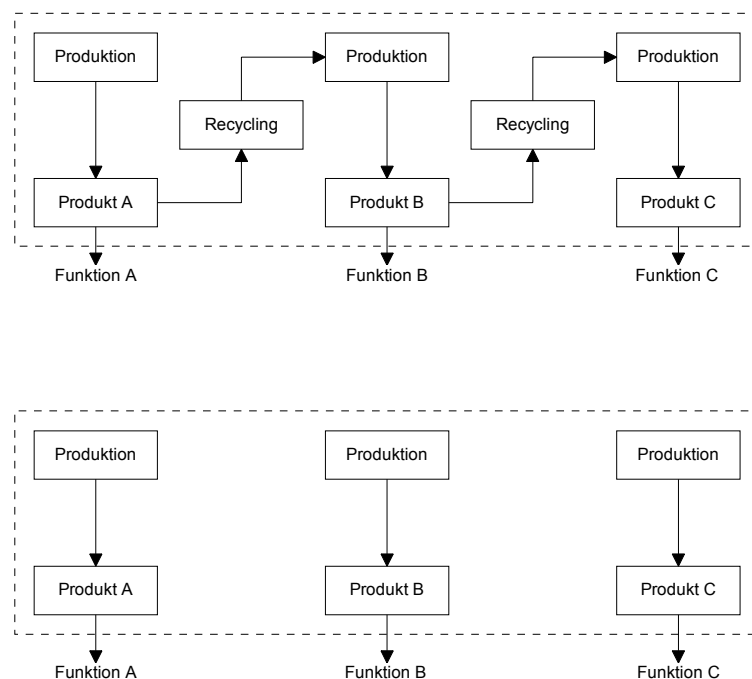 Produktion
Produktion
Produktion
Recycling
Recycling
Produkt A
Produkt B
Produkt C
Funktion A
Funktion B
Funktion C
Produktion
Produktion
Produktion
Produkt A
Produkt B
Produkt C
Funktion A
Funktion B
Funktion C